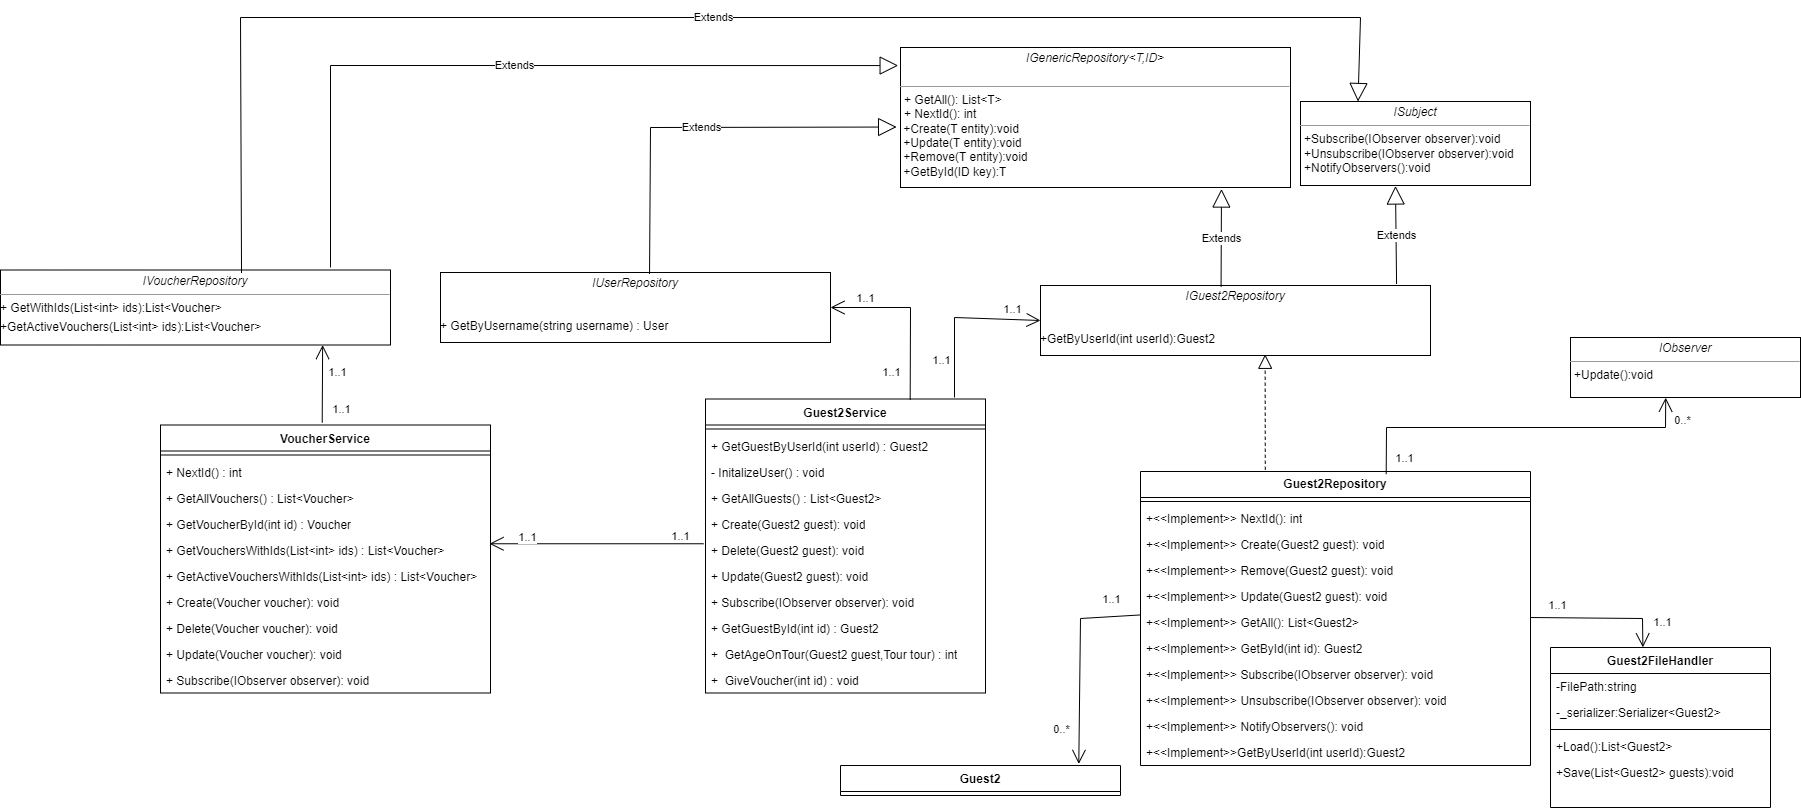 Extends
IGenericRepository<T,ID>
+ GetAll(): List<T>
+ NextId(): int
+Create(T entity):void
+Update(T entity):void
+Remove(T entity):void
+GetById(ID key):T
Extends
Extends
ISubject
+Subscribe(IObserver observer):void
+Unsubscribe(IObserver observer):void
+NotifyObservers():void
Extends
Extends
IVoucherRepository
+ GetWithIds(List<int> ids):List<Voucher>
+GetActiveVouchers(List<int> ids):List<Voucher>
IUserRepository
+ GetByUsername(string username) : User
IGuest2Repository
+GetByUserId(int userId):Guest2
1..1
1..1
1..1
1..1
1..1
1..1
IObserver
+Update():void
0..*
1..1
VoucherService
+ NextId() : int
+ GetAllVouchers() : List<Voucher>
+ GetVoucherById(int id) : Voucher
+ GetVouchersWithIds(List<int> ids) : List<Voucher>
+ GetActiveVouchersWithIds(List<int> ids) : List<Voucher>
+ Create(Voucher voucher): void
+ Delete(Voucher voucher): void
+ Update(Voucher voucher): void
+ Subscribe(IObserver observer): void
1..1
1..1
Guest2Service
+ GetGuestByUserId(int userId) : Guest2
- InitalizeUser() : void
+ GetAllGuests() : List<Guest2>
+ Create(Guest2 guest): void
+ Delete(Guest2 guest): void
+ Update(Guest2 guest): void
+ Subscribe(IObserver observer): void
+ GetGuestById(int id) : Guest2
+ GetAgeOnTour(Guest2 guest,Tour tour) : int
+ GiveVoucher(int id) : void
Guest2Repository
+<<Implement>> NextId(): int
+<<Implement>> Create(Guest2 guest): void
+<<Implement>> Remove(Guest2 guest): void
+<<Implement>> Update(Guest2 guest): void
+<<Implement>> GetAll(): List<Guest2>
+<<Implement>> GetById(int id): Guest2
+<<Implement>> Subscribe(IObserver observer): void
+<<Implement>> Unsubscribe(IObserver observer): void
+<<Implement>> NotifyObservers(): void
+<<Implement>>GetByUserId(int userId):Guest2
1..1
0..*
Guest2
1..1
1..1
Guest2FileHandler
-FilePath:string
-_serializer:Serializer<Guest2>
+Load():List<Guest2>
+Save(List<Guest2> guests):void